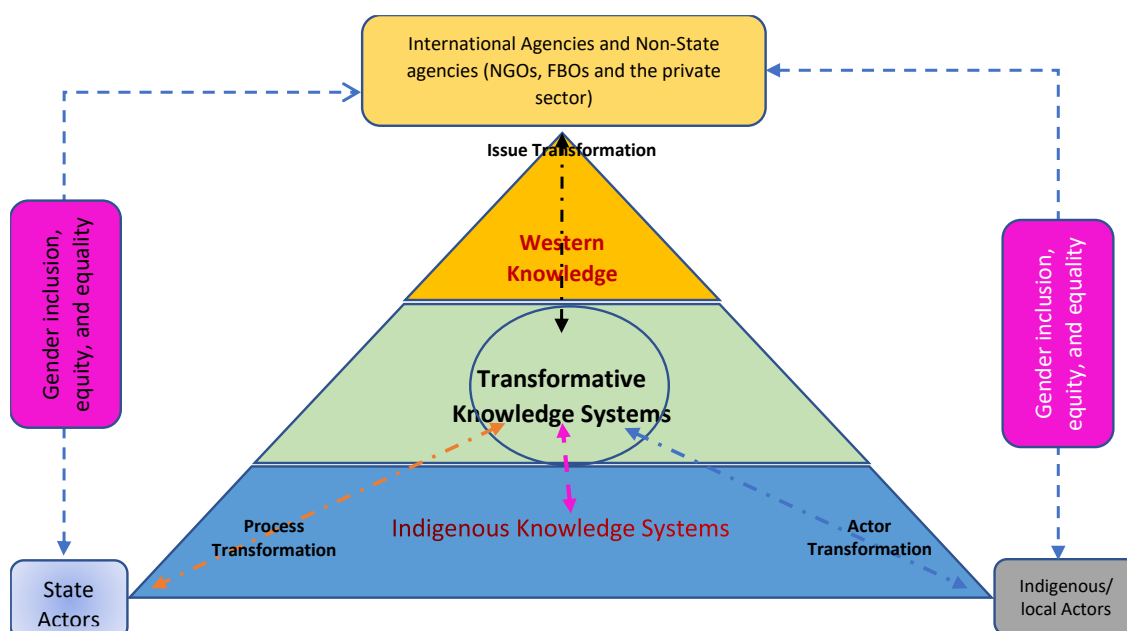 International Agencies and Non-State
agencies (NGOs, FBOs and the private
sector)
Issue Transformation
Western
Knowledge
Gender inclusion,
equity, and equality
Gender inclusion,
equity, and equality
Transformative
Knowledge Systems
Process
Transformation
Indigenous Knowledge Systems
Actor
Transformation
State
Actors
Indigenous/
local Actors